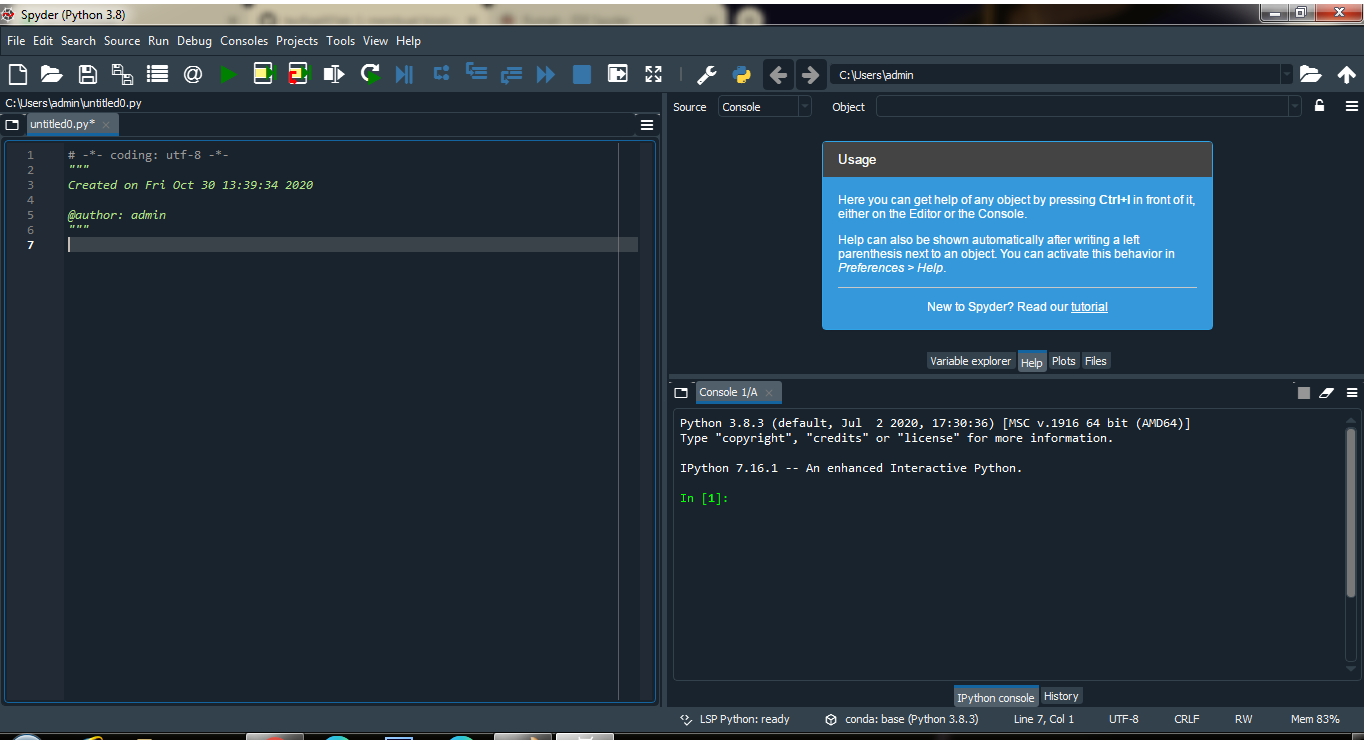 Spyder (Python 3.8)
File Edit Search Source Run Debug Consoles Projects Tools View Help
C:\Users\admin
C:\Users\admin\untitled0.py
untitled0.py*
1 # -*- coding: utf-8 -*-
2 """
3 Created on Fri Oct 30 13:39:34 2020
4
5 @author: admin
6 """
7
Source Console Object
Usage
Here you can get help of any object by pressing Ctrl+I in front of it,
either on the Editor or the Console.
Help can also be shown automatically after writing a left
parenthesis next to an object. You can activate this behavior in
Preferences > Help.
New to Spyder? Read our tutorial
Variable explorer Help Plots Files
Console 1/A
Python 3.8.3 (default, Jul  2 2020, 17:30:36) [MSC v.1916 64 bit (AMD64)]
Type "copyright", "credits" or "license" for more information.
IPython 7.16.1 -- An enhanced Interactive Python.
In [1]:
IPython console History
LSP Python: ready conda: base (Python 3.8.3) Line 7, Col 1 UTF-8 CRLF RW Mem 83%